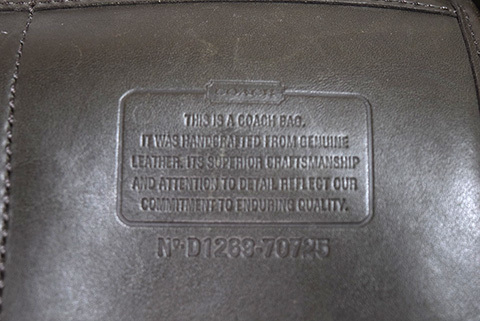 COACH
THIS IS A COACH BAG.
IT WAS HANDCRAFTED FROM GENUINE
LEATHER. ITS SUPERIOR CRAFTSMANSHIP
AND ATTENTION TO DETAIL REFLECT OUR
COMMITMENT TO ENDURING QUALITY.
Nº D1269-70725